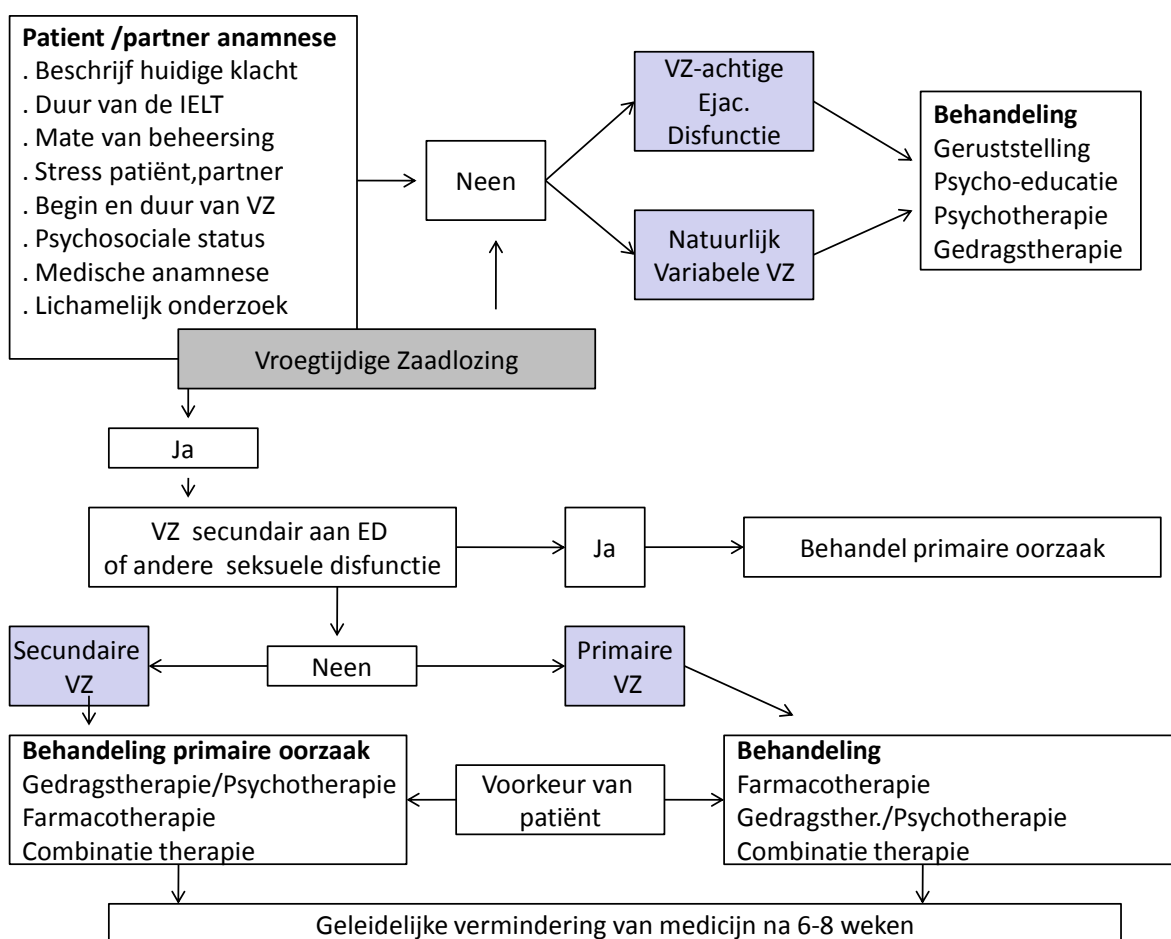 Patient /partner anamnese
. Beschrijf huidige klacht
. Duur van de IELT
. Mate van beheersing
. Stress patiënt,partner
. Begin en duur van VZ
. Psychosociale status
. Medische anamnese
. Lichamelijk onderzoek
Neen
VZ-achtige
Ejac.
Disfunctie
Natuurlijk
Variabele VZ
Behandeling
Geruststelling
Psycho-educatie
Psychotherapie
Gedragstherapie
Vroegtijdige Zaadlozing
Ja
VZ secundair aan ED
of andere seksuele disfunctie
Ja
Behandel primaire oorzaak
Secundaire
VZ
Neen
Primaire
VZ
Behandeling primaire oorzaak
Gedragstherapie/Psychotherapie
Farmacotherapie
Combinatie therapie
Voorkeur van
patiënt
Behandeling
Farmacotherapie
Gedragsther./Psychotherapie
Combinatie therapie
Geleidelijke vermindering van medicijn na 6-8 weken